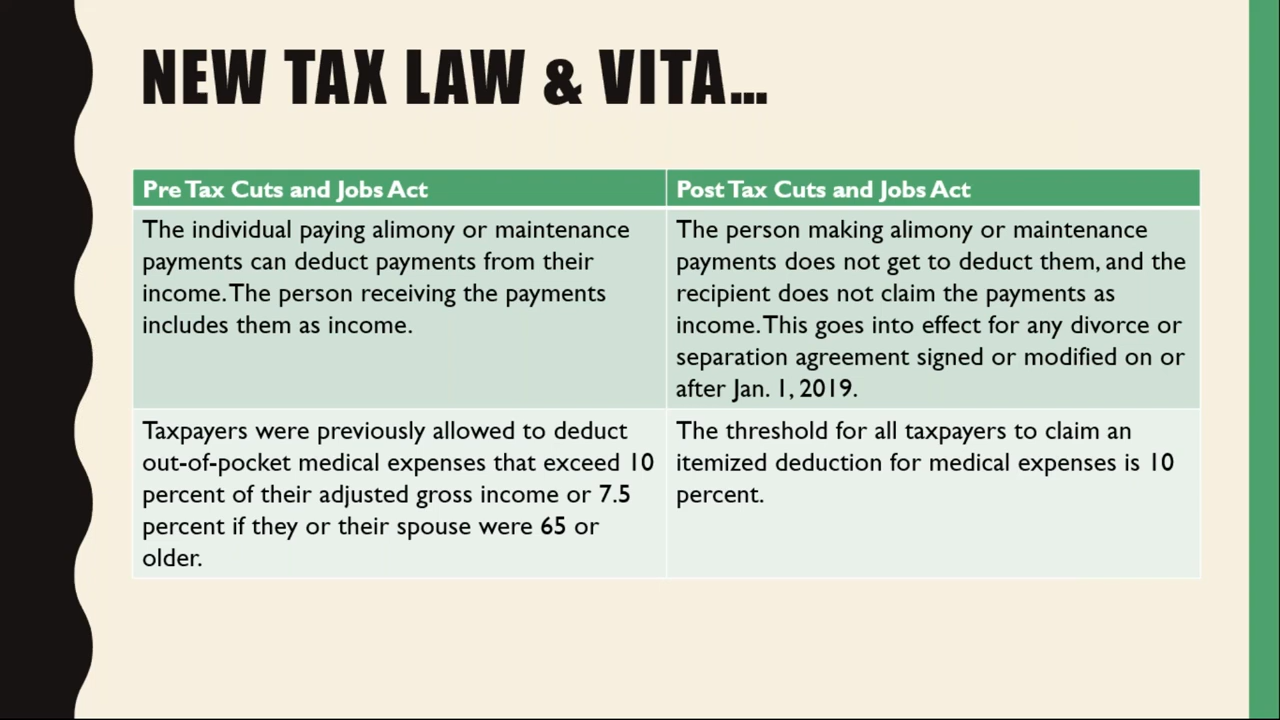 NEW TAX LAW & VITA...
Pre Tax Cuts and Jobs Act
Post Tax Cuts and Jobs Act
The individual paying alimony or maintenance
payments can deduct payments from their
income. The person receiving the payments
includes them as income.
The person making alimony or maintenance
payments does not get to deduct them, and the
recipient does not claim the payments as
income. This goes into effect for any divorce or
separation agreement signed or modified on or
after Jan. 1, 2019.
Taxpayers were previously allowed to deduct
out-of-pocket medical expenses that exceed 10
percent of their adjusted gross income or 7.5
percent if they or their spouse were 65 or
older.
The threshold for all taxpayers to claim an
itemized deduction for medical expenses is 10
percent.